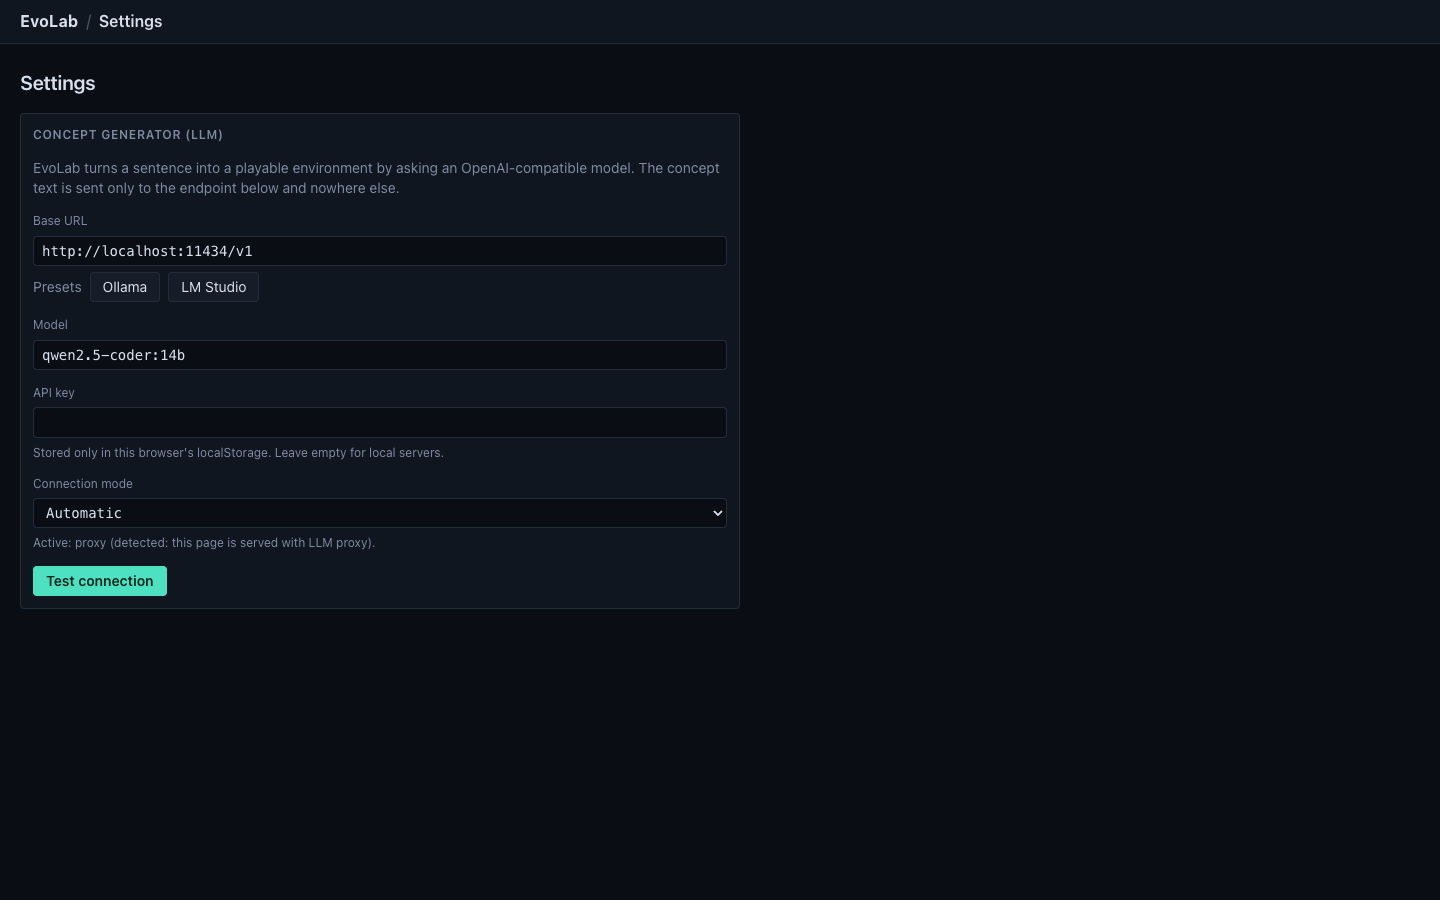 EvoLab / Settings
Settings
CONCEPT GENERATOR (LLM)
EvoLab turns a sentence into a playable environment by asking an OpenAI-compatible model. The concept
text is sent only to the endpoint below and nowhere else.
Base URL
http://localhost:11434/v1
Presets Ollama LM Studio
Model
qwen2.5-coder:14b
API key
Stored only in this browser's localStorage. Leave empty for local servers.
Connection mode
Automatic
Active: proxy (detected: this page is served with LLM proxy).
Test connection